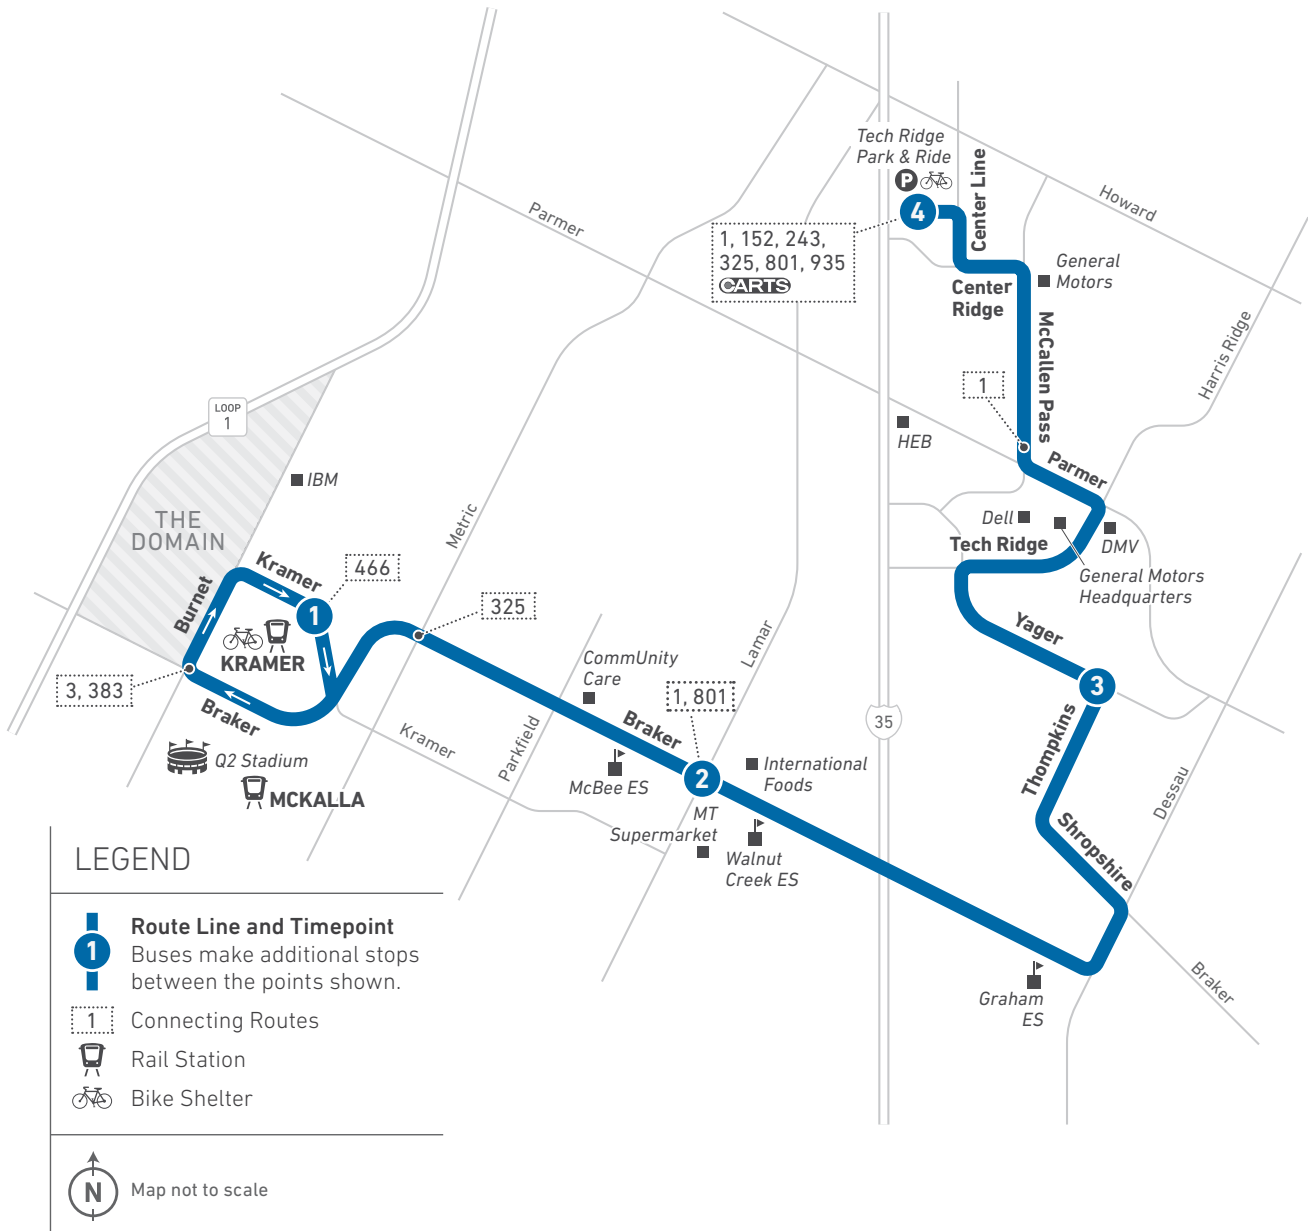 Tech Ridge
Park & Ride
P
4
Center Line
Howard
Parmer
1, 152, 243,
325, 801, 935
CARTS
Center
Ridge
General
Motors
McCallen Pass
Harris Ridge
1
LOOP
1
HEB
Parmer
IBM
THE
DOMAIN
Metric
Dell
DMV
Tech Ridge
General Motors
Headquarters
Kramer
466
Burnet
1
325
KRAMER
Yager
3
3, 383
Braker
CommUnity
Care
Lamar
1, 801
35
Kramer
Parkfield
Braker
Q2 Stadium
MCKALLA
McBee ES
2
International
Foods
MT
Supermarket
Walnut
Creek ES
Thompkins
Dessau
Shropshire
Braker
Graham
ES
LEGEND
1
Route Line and Timepoint
Buses make additional stops
between the points shown.
1
Connecting Routes
Rail Station
Bike Shelter
N
Map not to scale